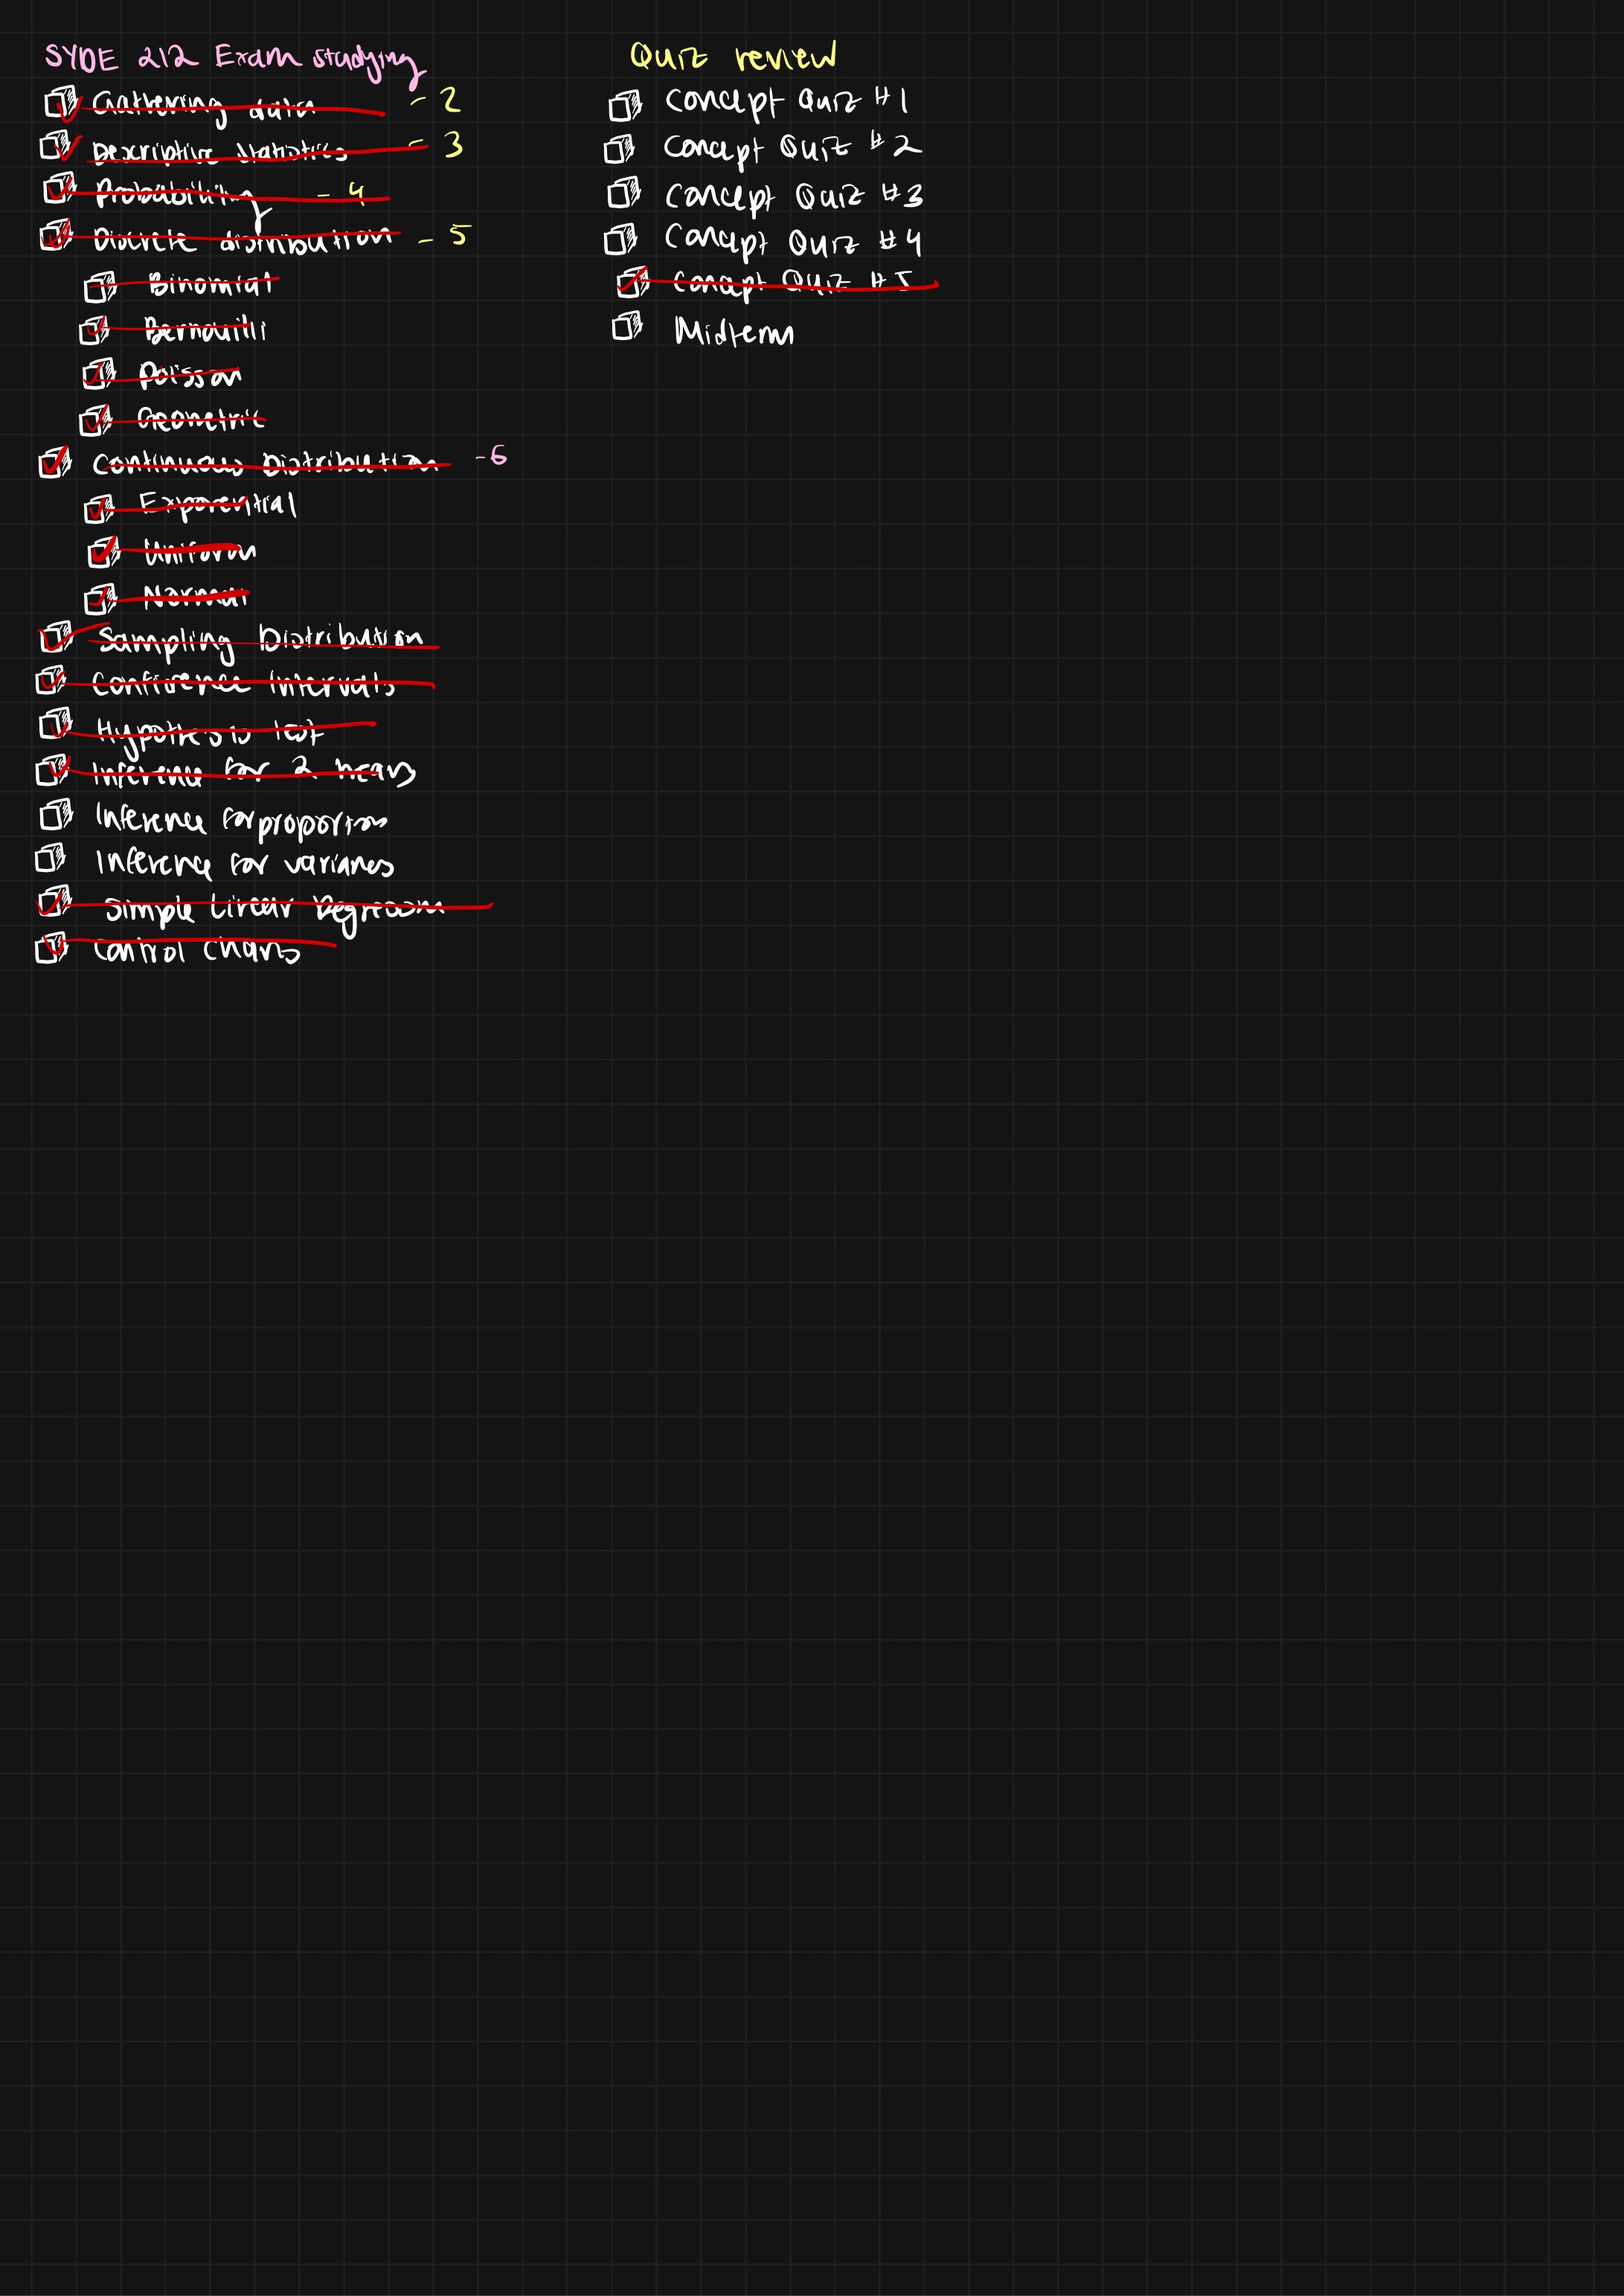 SYDE 212 Exam studying
Gathering data - 2
Descriptive Statistics - 3
Probability - 4
Discrete distribution - 5
Binomial
Bernouilli
Poisson
Geometric
Continuous Distribution - 6
Exponential
Uniform
Normal
Sampling Distribution
Confidence Intervals
Hypothesis test
Inference for 2 means
Inference for proportions
Inference for variances
Simple Linear Regression
Control charts
Quiz review
Concept Quiz #1
Concept Quiz #2
Concept Quiz #3
Concept Quiz #4
Concept Quiz #5
Midterm